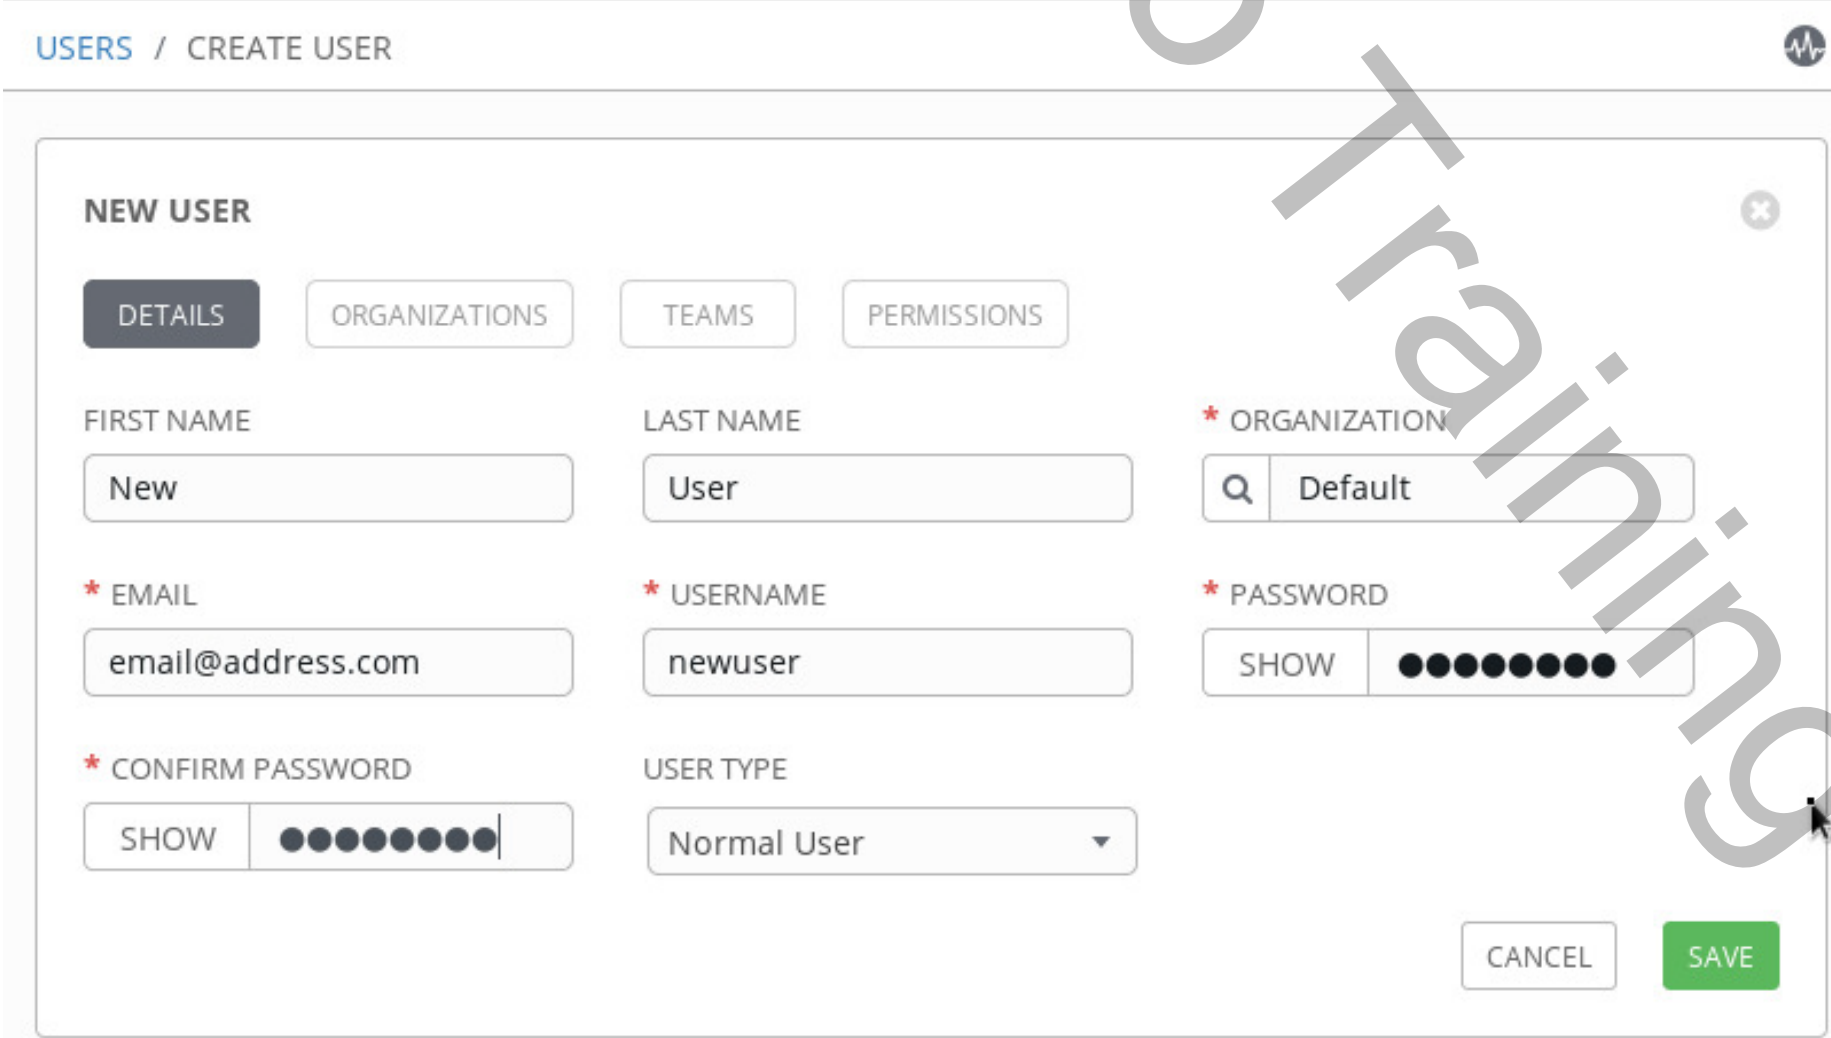 USERS / CREATE USER
NEW USER
DETAILS ORGANIZATIONS TEAMS PERMISSIONS
FIRST NAME LAST NAME * ORGANIZATION
New User Default
* EMAIL * USERNAME * PASSWORD
email@address.com newuser SHOW ●●●●●●●●
* CONFIRM PASSWORD USER TYPE
SHOW ●●●●●●●● Normal User
CANCEL SAVE
Training